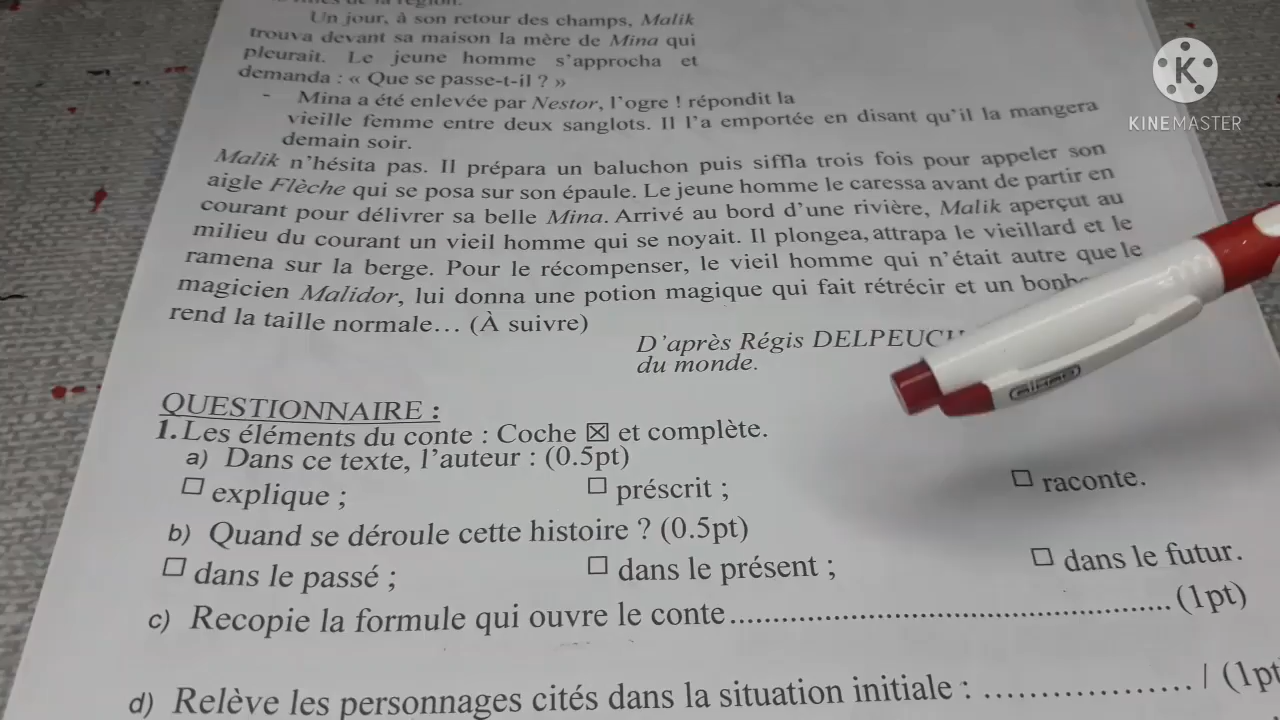 de la région.
Un jour, à son retour des champs, Malik
trouva devant sa maison la mère de Mina qui
pleurait. Le jeune homme s'approcha et
demanda : « Que se passe-t-il ? »
- Mina a été enlevée par Nestor, l'ogre ! répondit la
vieille femme entre deux sanglots. Il l'a emportée en disant qu'il la mangera
demain soir.
Malik n'hésita pas. Il prépara un baluchon puis siffla trois fois pour appeler son
aigle Flèche qui se posa sur son épaule. Le jeune homme le caressa avant de partir en
courant pour délivrer sa belle Mina. Arrivé au bord d'une rivière, Malik aperçut au
milieu du courant un vieil homme qui se noyait. Il plongea, attrapa le vieillard et le
ramena sur la berge. Pour le récompenser, le vieil homme qui n'était autre que le
magicien Malidor, lui donna une potion magique qui fait rétrécir et un
rend la taille normale... (À suivre)
D'après Régis
du monde.
QUESTIONNAIRE :
1. Les éléments du conte : Coche ☒ et complète.
a) Dans ce texte, l'auteur : (0.5pt)
☐ explique ; ☐ préscrit ; ☐ raconte.
b) Quand se déroule cette histoire ? (0.5pt)
☐ dans le passé ; ☐ dans le présent ; ☐ dans le futur.
c) Recopie la formule qui ouvre le conte.................................................. (1pt)
d) Relève les personnages cités dans la situation initiale : ................... / (1pt
KINEMASTER